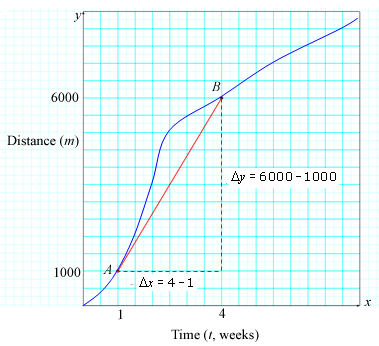 y
B
6000
Distance (m)
Δy = 6000 – 1000
A
1000
Δx = 4 – 1
x
1 4
Time (t, weeks)